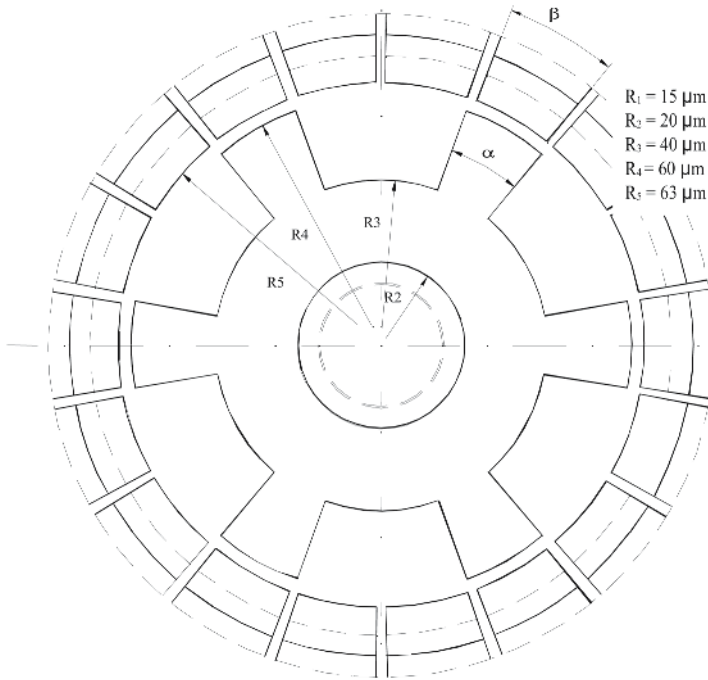 β
R₁ = 15 μm
R₂ = 20 μm
R₃ = 40 μm
R₄ = 60 μm
R₅ = 63 μm
α
R3
R4
R5
R2